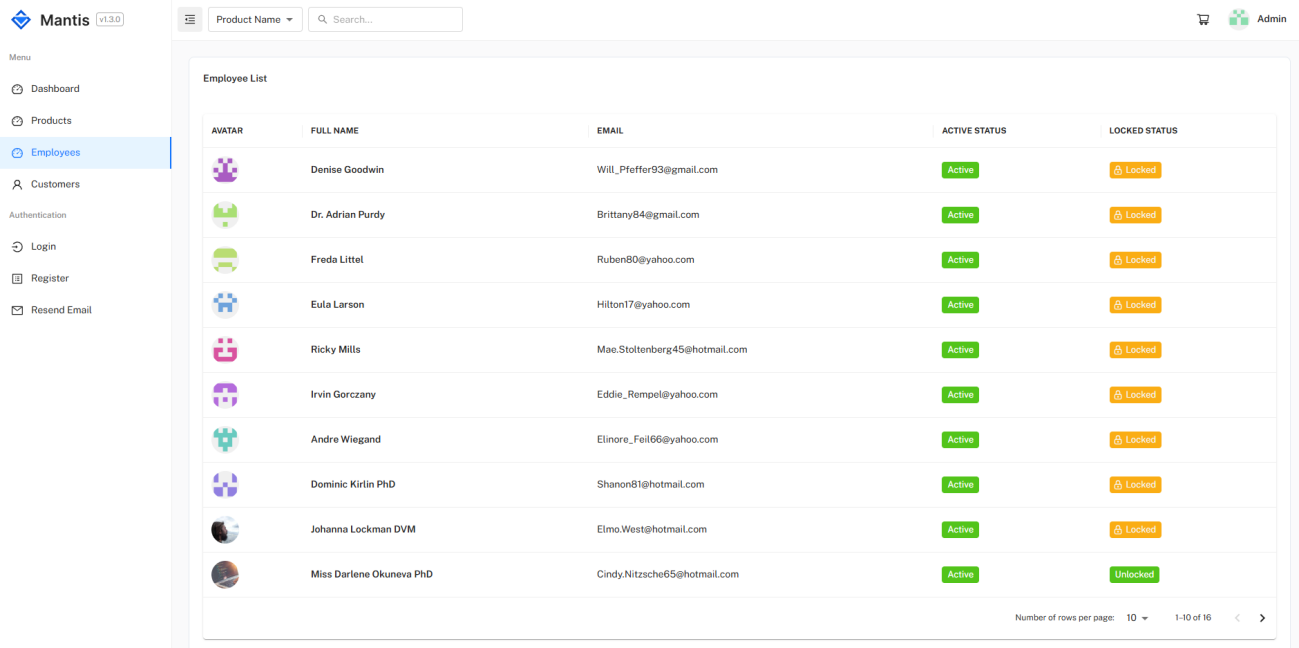 Mantis v1.3.0
Product Name
Search...
Admin
Menu
Dashboard
Products
Employees
Customers
Authentication
Login
Register
Resend Email
Employee List
AVATAR FULL NAME EMAIL ACTIVE STATUS LOCKED STATUS
Denise Goodwin Will_Pfeffer93@gmail.com Active Locked
Dr. Adrian Purdy Brittany84@gmail.com Active Locked
Freda Littel Ruben80@yahoo.com Active Locked
Eula Larson Hilton17@yahoo.com Active Locked
Ricky Mills Mae.Stoltenberg45@hotmail.com Active Locked
Irvin Gorczany Eddie_Rempel@yahoo.com Active Locked
Andre Wiegand Elinore_Feil66@yahoo.com Active Locked
Dominic Kirlin PhD Shanon81@hotmail.com Active Locked
Johanna Lockman DVM Elmo.West@hotmail.com Active Locked
Miss Darlene Okuneva PhD Cindy.Nitzsche65@hotmail.com Active Unlocked
Number of rows per page: 10 1-10 of 16